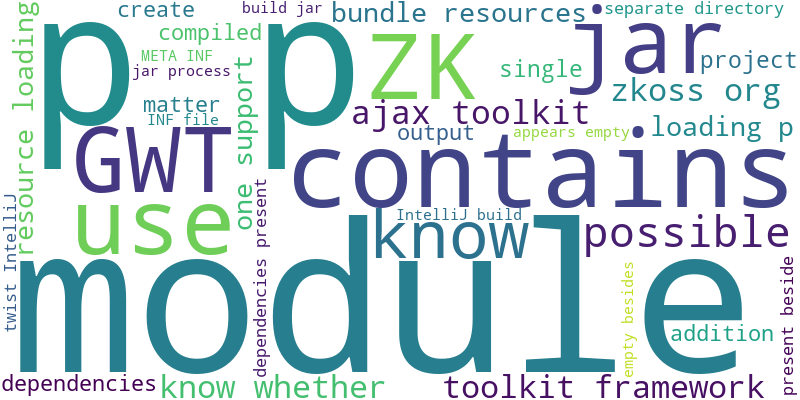 create
build jar
bundle resources
separate directory
compiled
META INF
jar process
p p
ZK
jar
single
project
zkoss org
matter
INF file
ajax toolkit
output
appears empty
loading p
resource loading
one support
GWT
contains
use
IntelliJ build
know
possible
twist IntelliJ
dependencies present
module
empty besides
present beside
addition
dependencies
know whether
toolkit framework